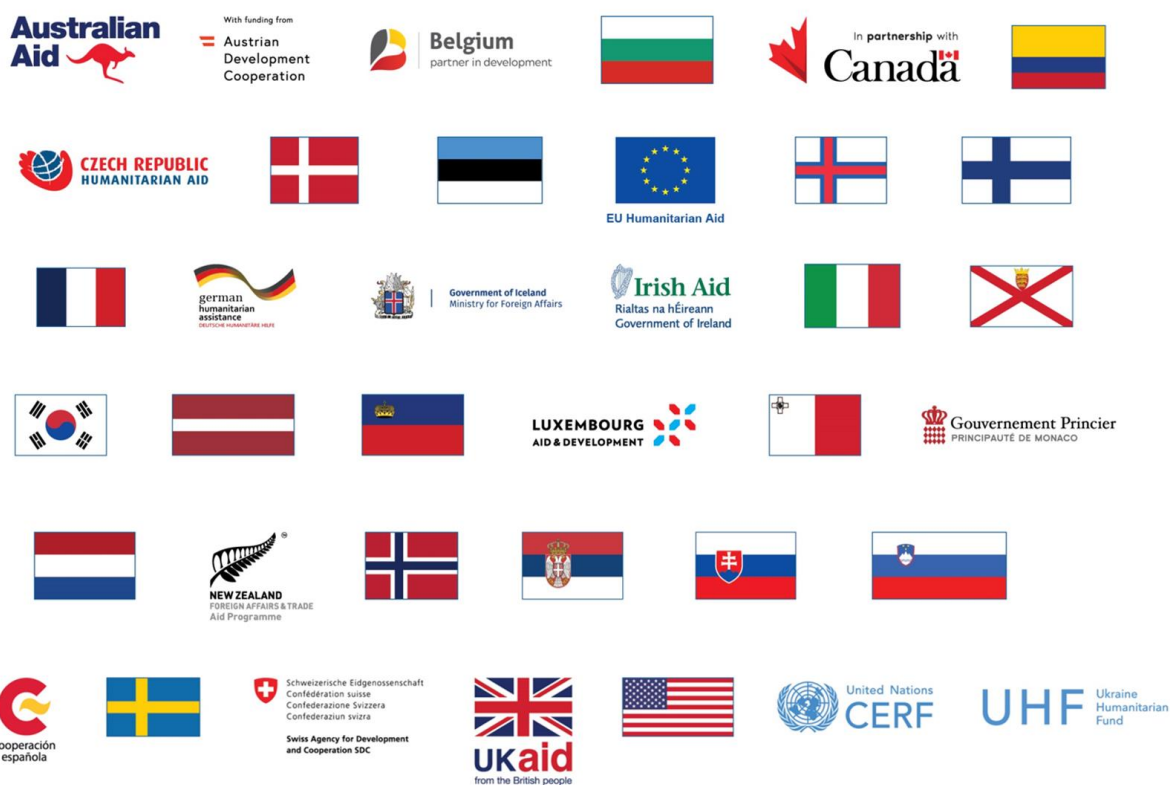 Australian
Aid
With funding from
Austrian
Development
Cooperation
Belgium
partner in development
In partnership with
Canada
CZECH REPUBLIC
HUMANITARIAN AID
EU Humanitarian Aid
german
humanitarian
assistance
DEUTSCHE HUMANITÄRE HILFE
Government of Iceland
Ministry for Foreign Affairs
Irish Aid
Rialtas na hÉireann
Government of Ireland
LUXEMBOURG
AID & DEVELOPMENT
Gouvernement Princier
PRINCIPAUTÉ DE MONACO
NEW ZEALAND
FOREIGN AFFAIRS & TRADE
Aid Programme
ooperación
española
Schweizerische Eidgenossenschaft
Confédération suisse
Confederazione Svizzera
Confederaziun svizra
Swiss Agency for Development
and Cooperation SDC
UKaid
from the British people
United Nations
CERF
UHF
Ukraine
Humanitarian
Fund